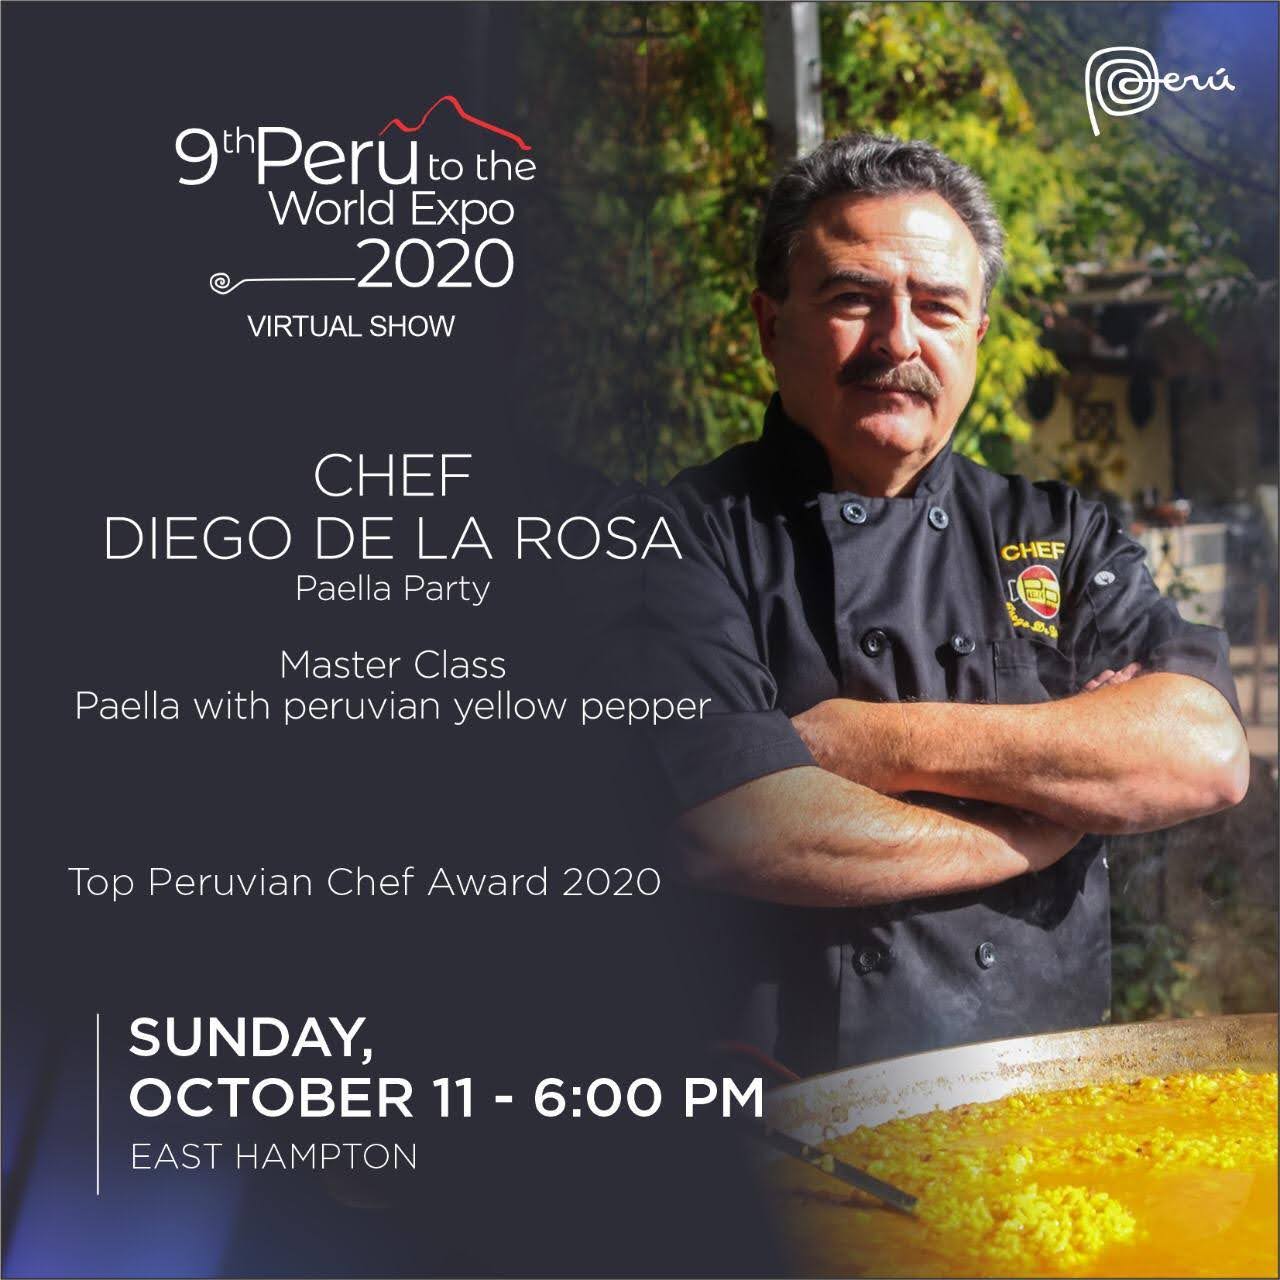 9th Perú to the
World Expo
2020
VIRTUAL SHOW
Perú
CHEF
DIEGO DE LA ROSA
Paella Party
Master Class
Paella with peruvian yellow pepper
Top Peruvian Chef Award 2020
SUNDAY,
OCTOBER 11 - 6:00 PM
EAST HAMPTON
CHEF